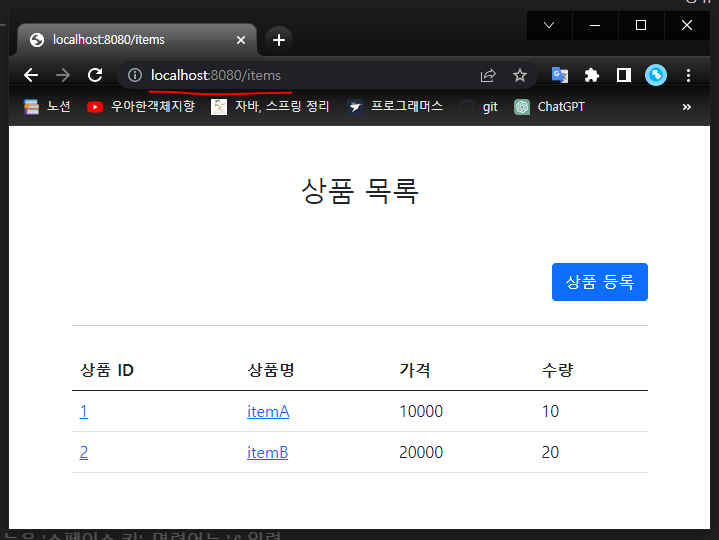 localhost:8080/items
localhost:8080/items
노션 우아한객체지향 자바, 스프링 정리 프로그래머스 git ChatGPT »
상품 목록
상품 등록
상품 ID 상품명 가격 수량
1 itemA 10000 10
2 itemB 20000 20